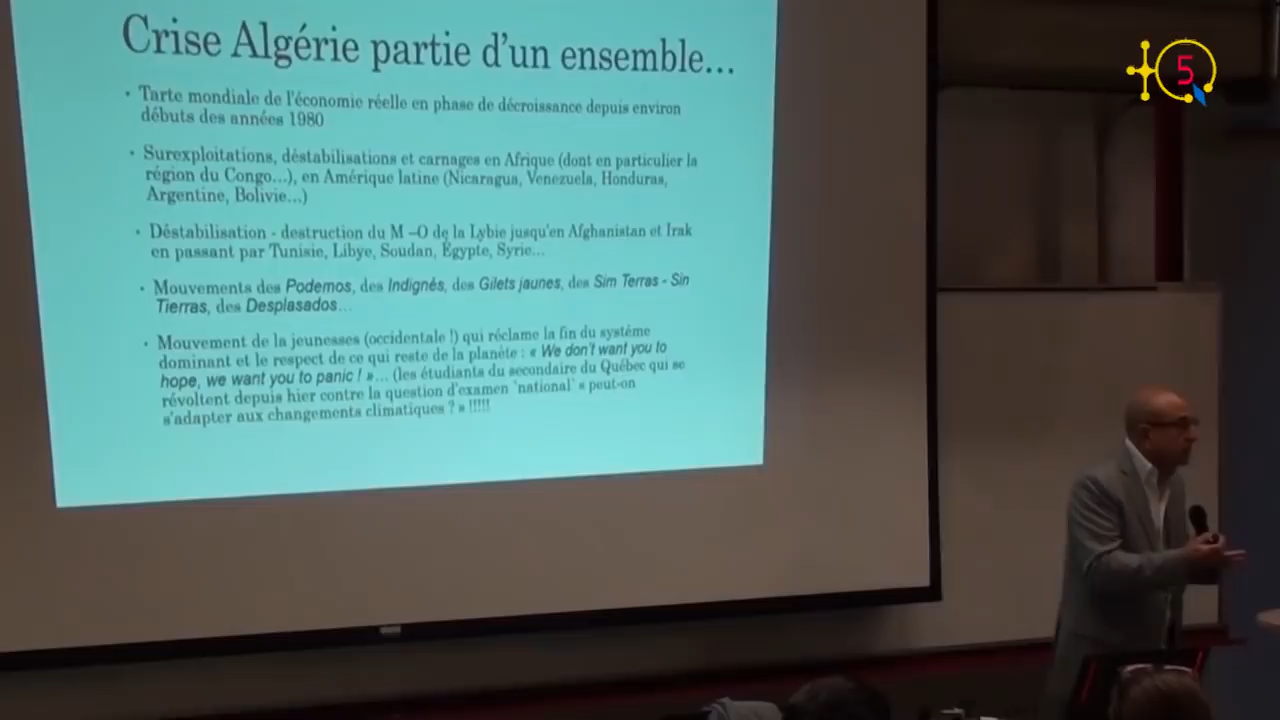 Crise Algérie partie d'un ensemble...
• Tarte mondiale de l'économie réelle en phase de décroissance depuis environ
débuts des années 1980
• Surexploitations, déstabilisations et carnages en Afrique (dont en particulier la
région du Congo...), en Amérique latine (Nicaragua, Venezuela, Honduras,
Argentine, Bolivie...)
• Déstabilisation - destruction du M –O de la Lybie jusqu'en Afghanistan et Irak
en passant par Tunisie, Libye, Soudan, Égypte, Syrie...
• Mouvements des Podemos, des Indignés, des Gilets jaunes, des Sim Terras - Sin
Tierras, des Desplasados...
• Mouvement de la jeunesses (occidentale !) qui réclame la fin du système
dominant et le respect de ce qui reste de la planète : « We don't want you to
hope, we want you to panic ! »... (les étudiants du secondaire du Québec qui se
révoltent depuis hier contre la question d'examen 'national' « peut-on
s'adapter aux changements climatiques ? » !!!!!
5